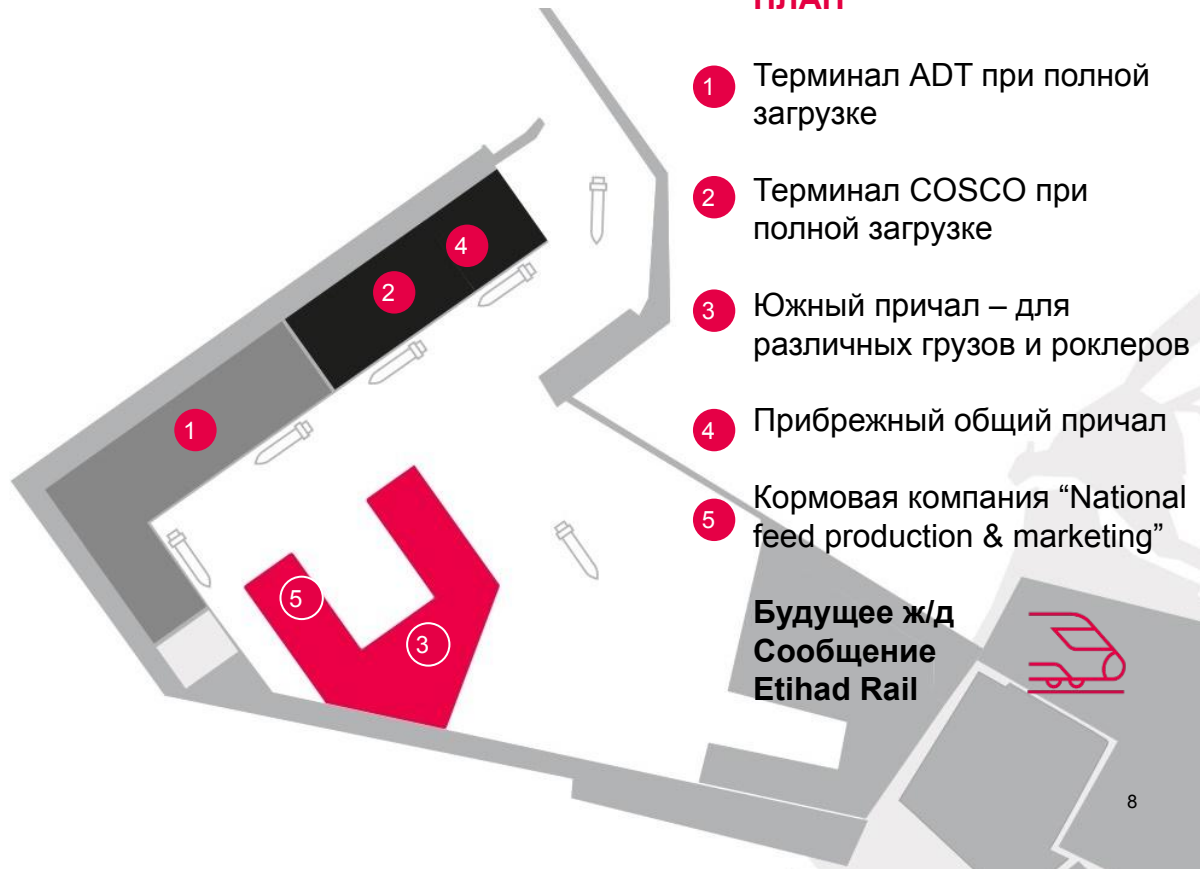 ПЛАН
1 Терминал ADT при полной
загрузке
2 Терминал COSCO при
полной загрузке
3 Южный причал – для
различных грузов и роклеров
4 Прибрежный общий причал
5 Кормовая компания “National
feed production & marketing”
Будущее ж/д
Сообщение
Etihad Rail
4
2
1
5
3
8